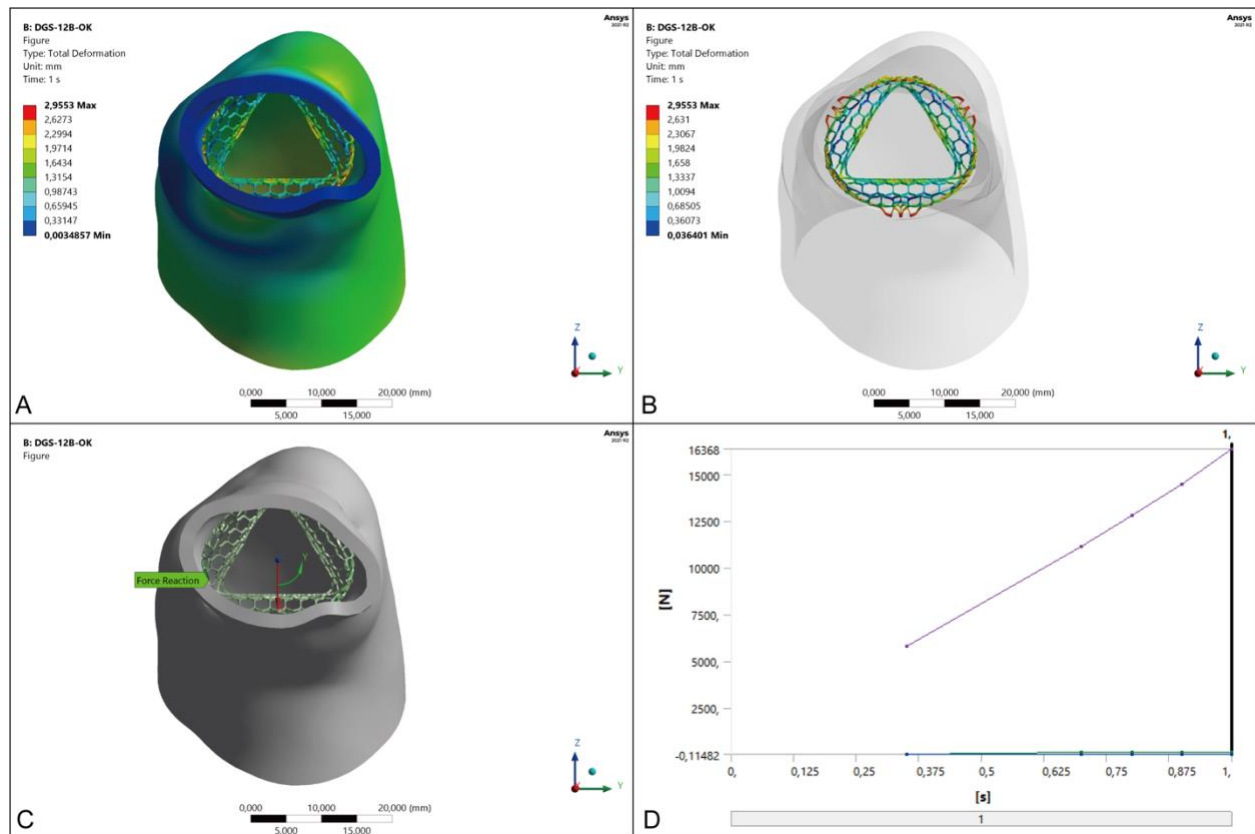 B: DGS-12B-OK
Figure
Type: Total Deformation
Unit: mm
Time: 1 s
2,9553 Max
2,6273
2,2994
1,9714
1,6434
1,3154
0,98743
0,65945
0,33147
0,0034857 Min
Ansys
2021 R2
Z
Y
0,000 10,000 20,000 (mm)
5,000 15,000
A
B: DGS-12B-OK
Figure
Type: Total Deformation
Unit: mm
Time: 1 s
2,9553 Max
2,631
2,3067
1,9824
1,658
1,3337
1,0094
0,68505
0,36073
0,036401 Min
Ansys
2021 R2
Z
Y
0,000 10,000 20,000 (mm)
5,000 15,000
B
B: DGS-12B-OK
Figure
Ansys
2021 R2
Force Reaction
Y
Z
Y
0,000 10,000 20,000 (mm)
5,000 15,000
C
1,
16368
15000
12500
10000
7500,
5000,
2500,
-0,11482
[N]
0, 0,125 0,25 0,375 0,5 0,625 0,75 0,875 1,
[s]
1
D